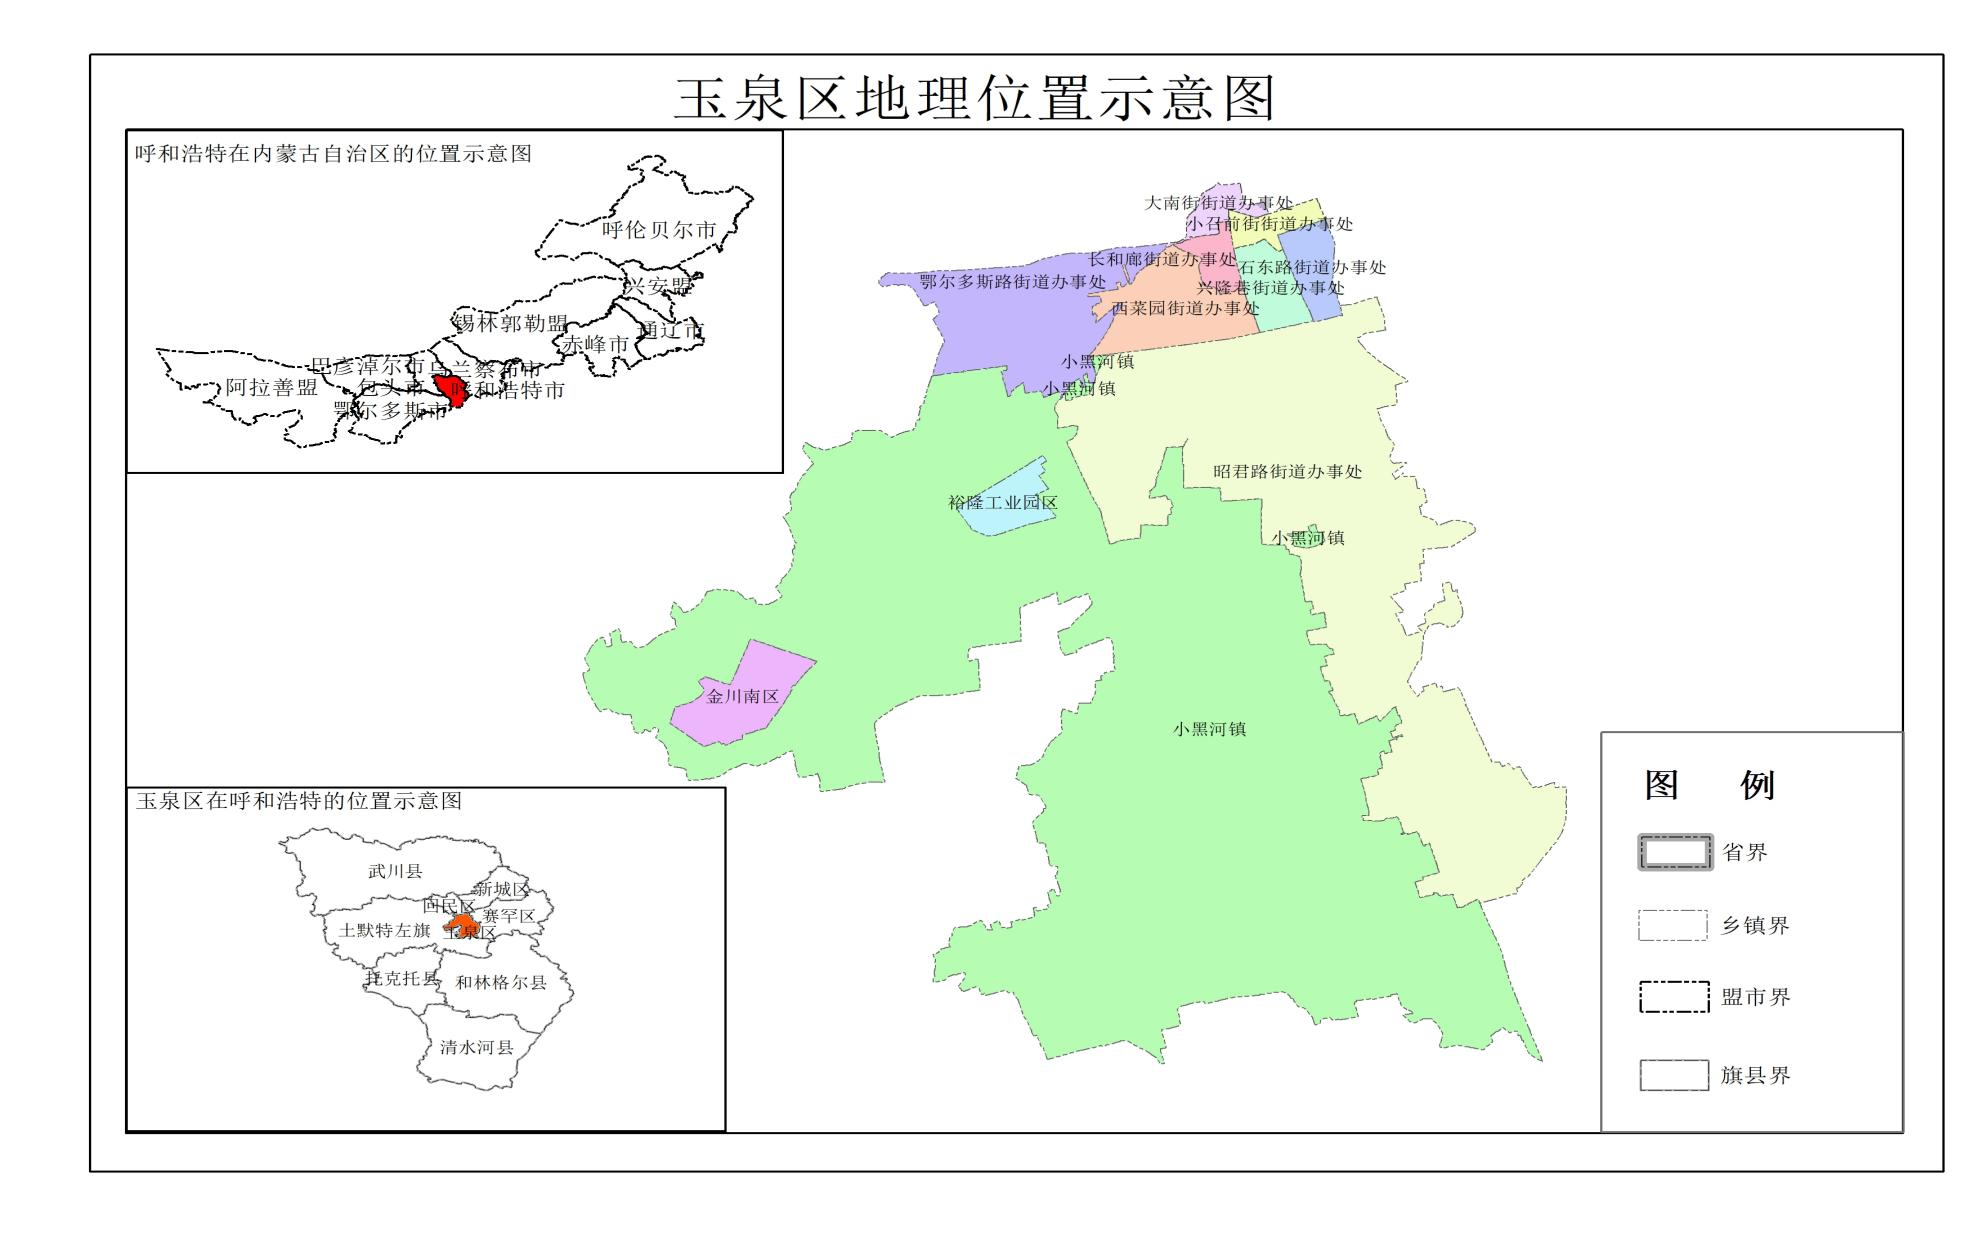 玉泉区地理位置示意图
呼和浩特在内蒙古自治区的位置示意图
呼伦贝尔市
兴安盟
锡林郭勒盟
通辽市
赤峰市
巴彦淖尔市
乌兰察布市
阿拉善盟
包头市
呼和浩特市
鄂尔多斯市
大南街街道办事处
小召前街街道办事处
长和廊街道办事处
石东路街道办事处
鄂尔多斯路街道办事处
兴隆巷街道办事处
西菜园街道办事处
小黑河镇
小黑河镇
昭君路街道办事处
裕隆工业园区
小黑河镇
金川南区
小黑河镇
玉泉区在呼和浩特的位置示意图
武川县
新城区
回民区
赛罕区
土默特左旗
玉泉区
托克托县
和林格尔县
清水河县
图 例
省界
乡镇界
盟市界
旗县界